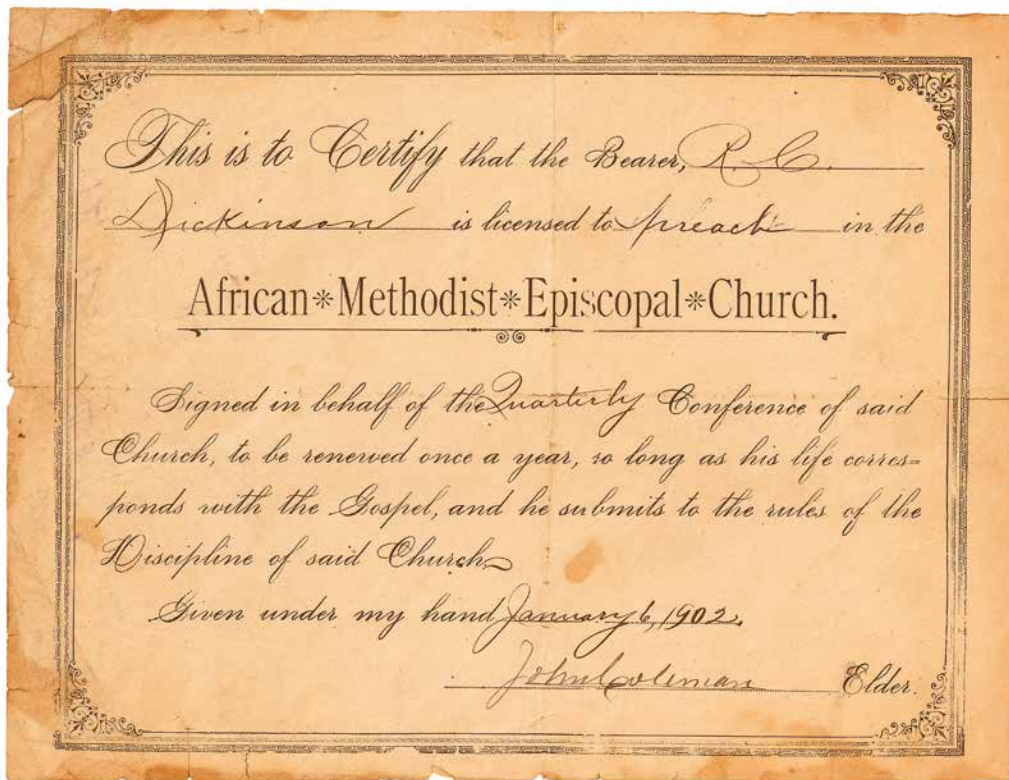 This is to Certify that the Bearer, R. C.
Dickinson is licensed to preach in the
African*Methodist*Episcopal*Church.
Signed in behalf of the Quarterly Conference of said
Church, to be renewed once a year, so long as his life corres=
ponds with the Gospel, and he submits to the rules of the
Discipline of said Church.
Given under my hand January 6, 1902.
John Coleman Elder.